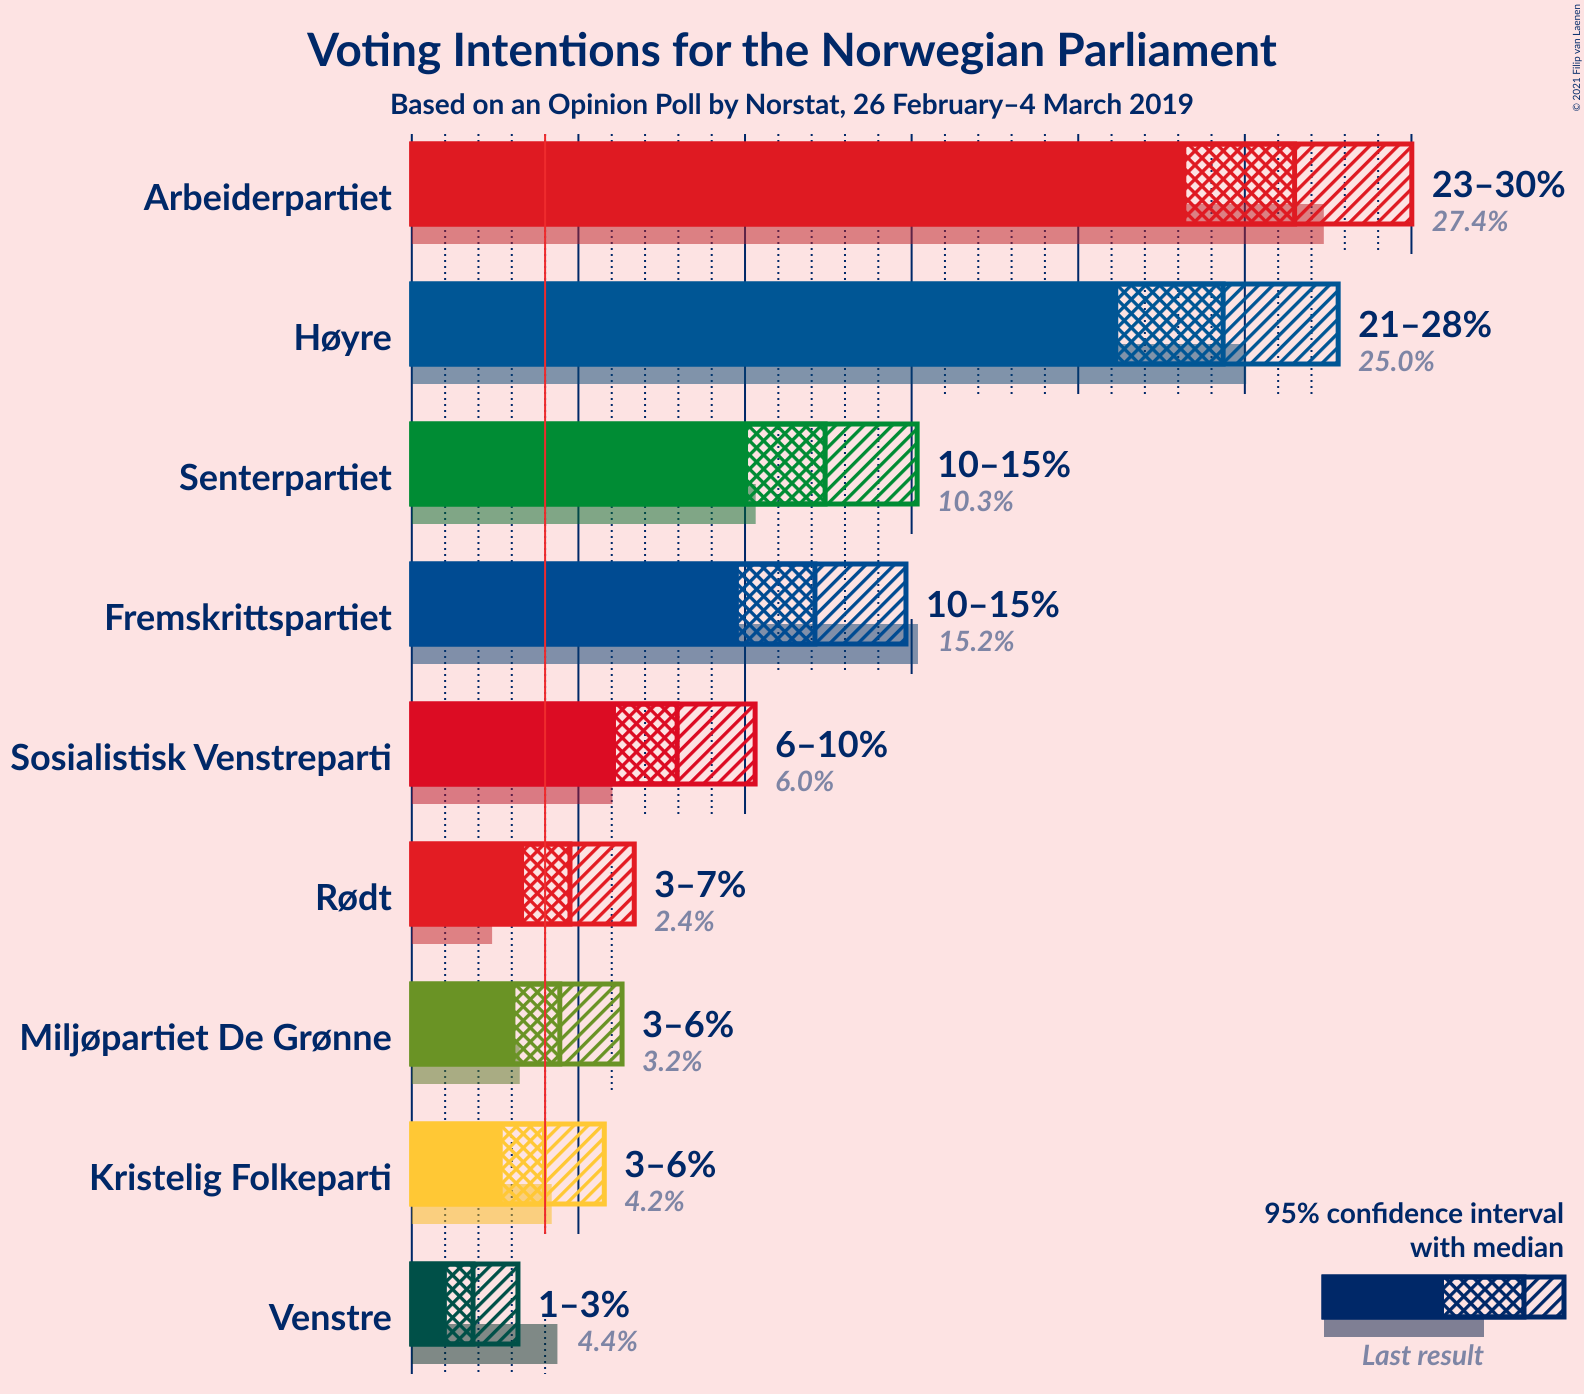 Voting Intentions for the Norwegian Parliament
Based on an Opinion Poll by Norstat, 26 February–4 March 2019
© 2021 Filip van Laenen
Arbeiderpartiet
23–30%
27.4%
Høyre
21–28%
25.0%
Senterpartiet
10–15%
10.3%
Fremskrittspartiet
10–15%
15.2%
Sosialistisk Venstreparti
6–10%
6.0%
Rødt
3–7%
2.4%
Miljøpartiet De Grønne
3–6%
3.2%
Kristelig Folkeparti
3–6%
4.2%
Venstre
1–3%
4.4%
95% confidence interval
with median
Last result